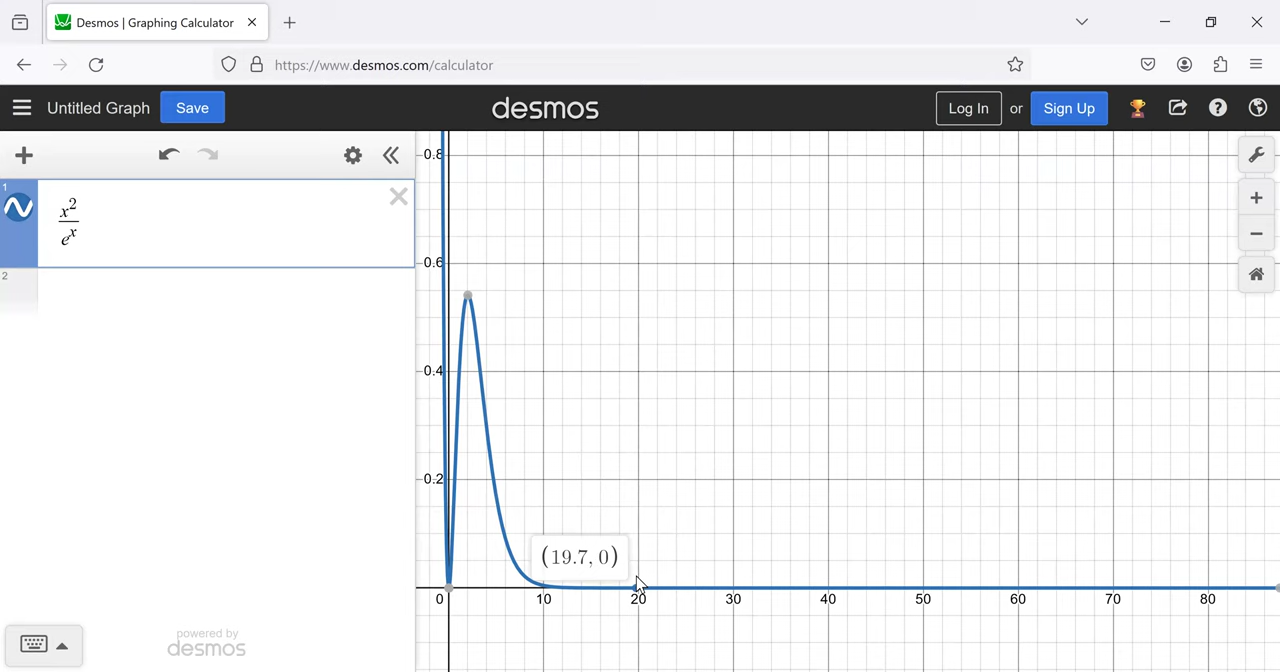 Desmos | Graphing Calculator
https://www.desmos.com/calculator
Untitled Graph Save desmos Log In or Sign Up
1
x²
eˣ
2
0.8
0.6
0.4
0.2
(19.7, 0)
0 10 20 30 40 50 60 70 80
powered by
desmos